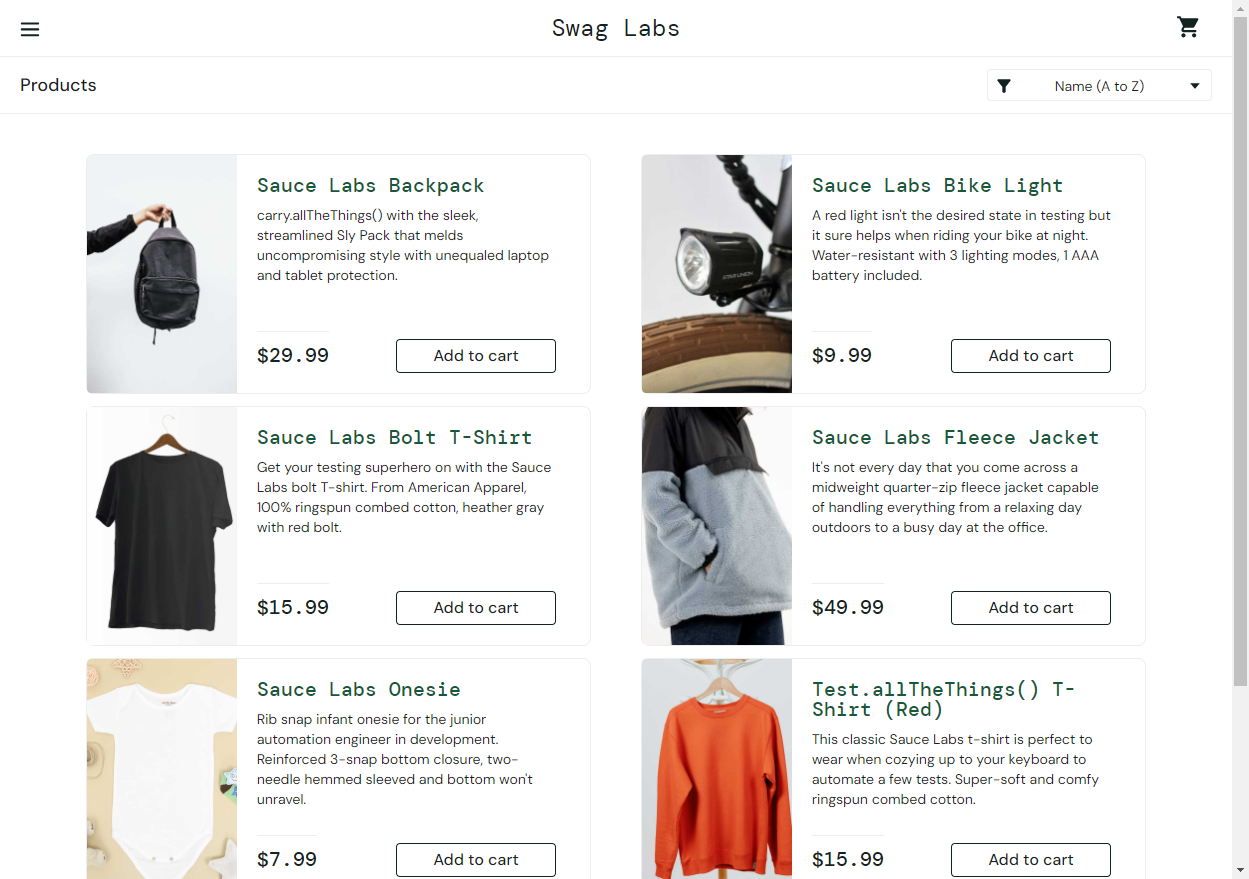 Swag Labs
Products
Name (A to Z)
Sauce Labs Backpack
carry.allTheThings() with the sleek,
streamlined Sly Pack that melds
uncompromising style with unequaled laptop
and tablet protection.
$29.99
Add to cart
Sauce Labs Bike Light
A red light isn't the desired state in testing but
it sure helps when riding your bike at night.
Water-resistant with 3 lighting modes, 1 AAA
battery included.
$9.99
Add to cart
Sauce Labs Bolt T-Shirt
Get your testing superhero on with the Sauce
Labs bolt T-shirt. From American Apparel,
100% ringspun combed cotton, heather gray
with red bolt.
$15.99
Add to cart
Sauce Labs Fleece Jacket
It's not every day that you come across a
midweight quarter-zip fleece jacket capable
of handling everything from a relaxing day
outdoors to a busy day at the office.
$49.99
Add to cart
Sauce Labs Onesie
Rib snap infant onesie for the junior
automation engineer in development.
Reinforced 3-snap bottom closure, two-
needle hemmed sleeved and bottom won't
unravel.
$7.99
Add to cart
Test.allTheThings() T-
Shirt (Red)
This classic Sauce Labs t-shirt is perfect to
wear when cozying up to your keyboard to
automate a few tests. Super-soft and comfy
ringspun combed cotton.
$15.99
Add to cart